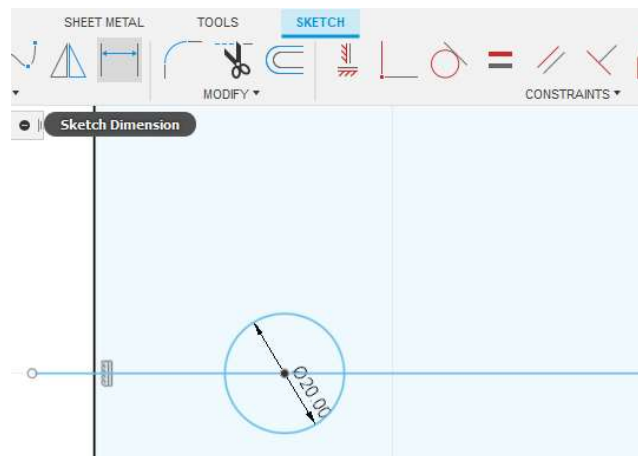 SHEET METAL TOOLS SKETCH
MODIFY ▾ CONSTRAINTS ▾
Sketch Dimension
Ø20.00